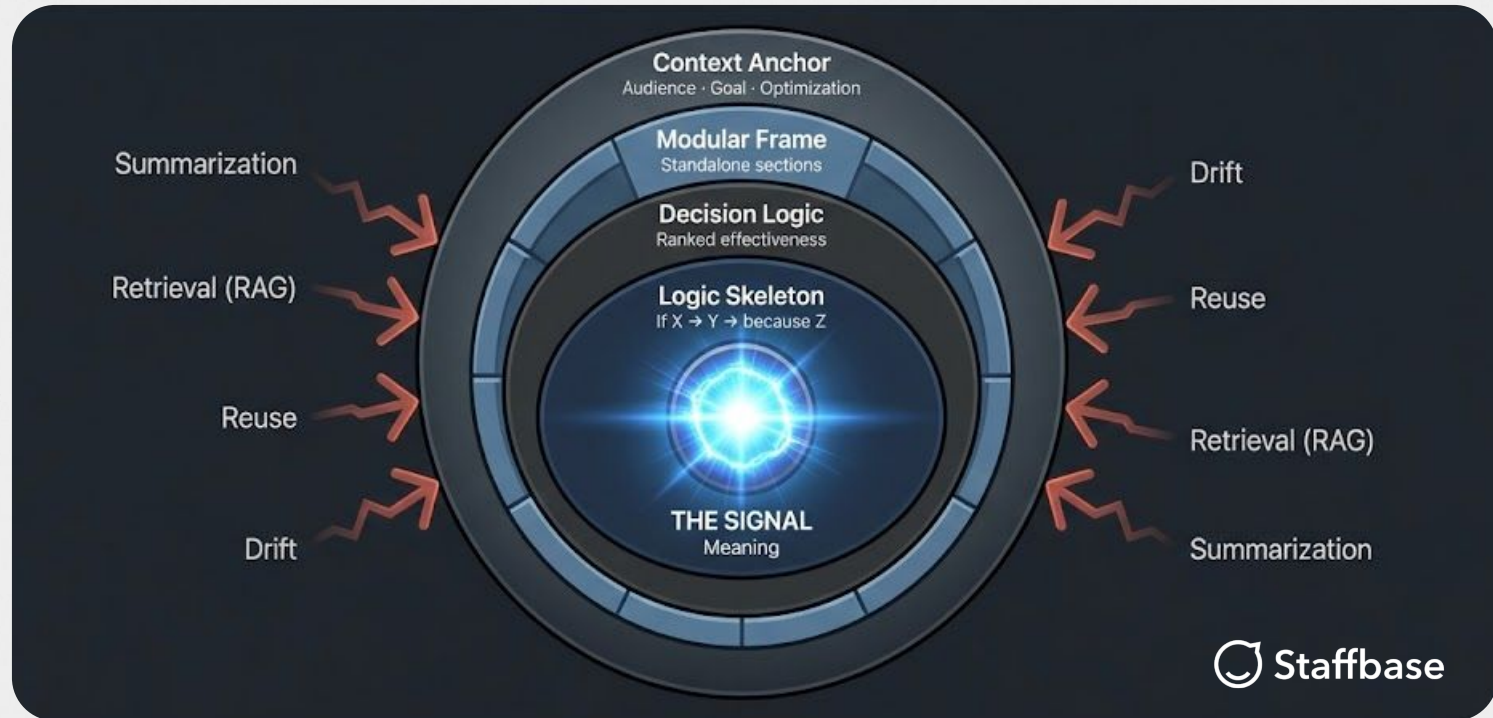 Context Anchor
Audience · Goal · Optimization
Modular Frame
Standalone sections
Decision Logic
Ranked effectiveness
Logic Skeleton
If X → Y → because Z
THE SIGNAL
Meaning
Summarization
Retrieval (RAG)
Reuse
Drift
Drift
Reuse
Retrieval (RAG)
Summarization
Staffbase